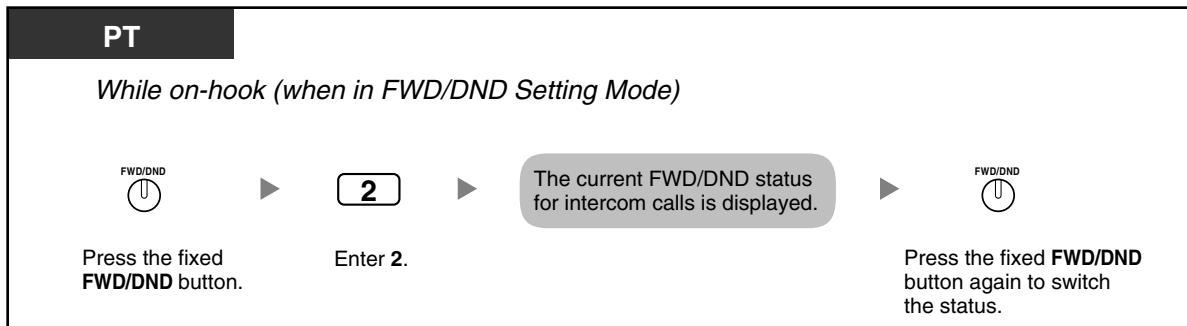 PT
While on-hook (when in FWD/DND Setting Mode)
FWD/DND
2
The current FWD/DND status
for intercom calls is displayed.
FWD/DND
Press the fixed
FWD/DND button.
Enter 2.
Press the fixed FWD/DND
button again to switch
the status.